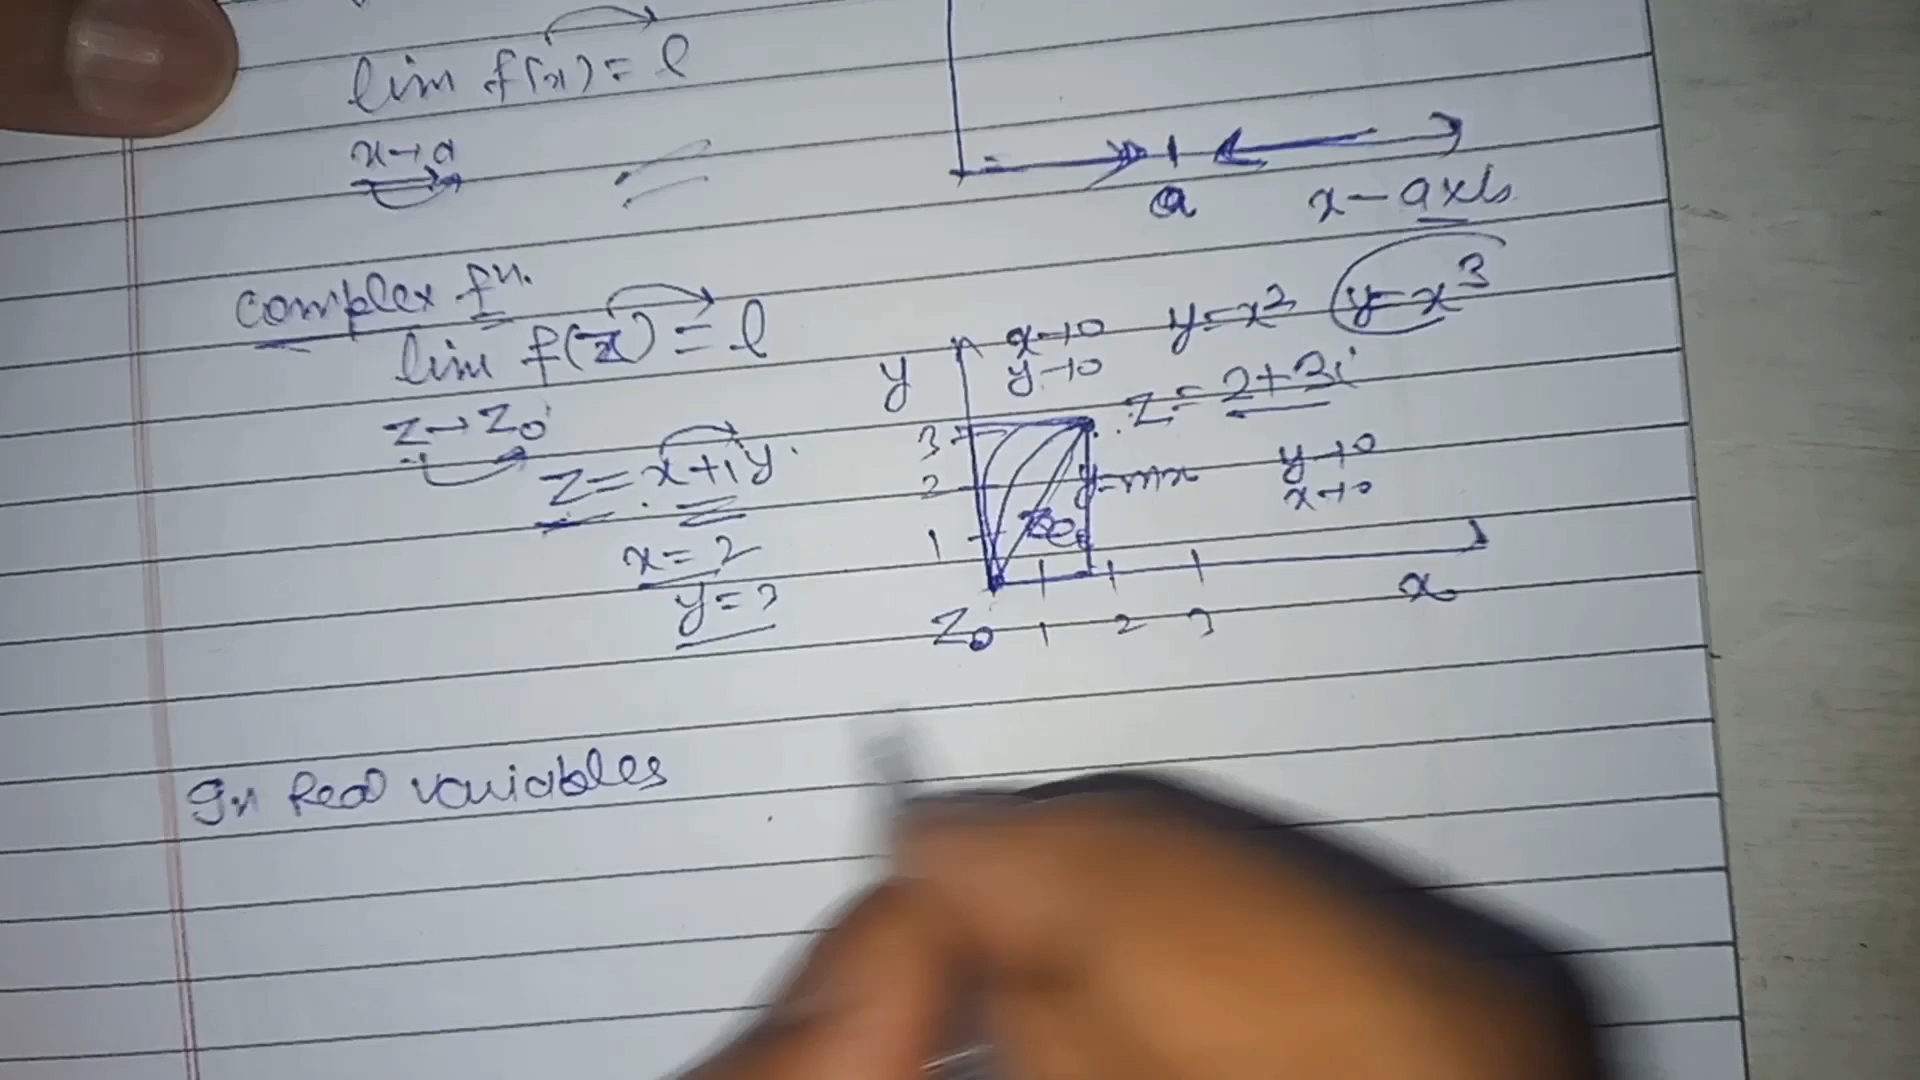 lim f(x) = l
x→a
a
x-axis
Complex fn.
lim f(z) = l
z→z0
z = x+iy
x = 2
y = 3
y
x→0
y→0
y=x2
y=x3
z = 2+3i
3
2
1
y=mx
y→0
x→0
x
z0
1 2 3
In Real variables